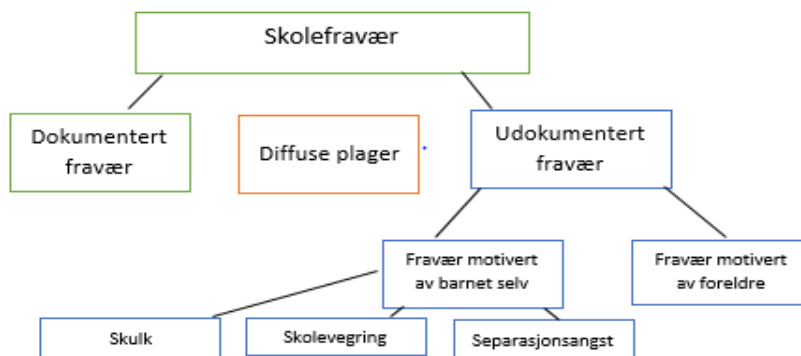 Skolefravær
Dokumentert
fravær
Diffuse plager
Udokumentert
fravær
Fravær motivert
av barnet selv
Fravær motivert
av foreldre
Skulk
Skolevegring
Separasjonsangst